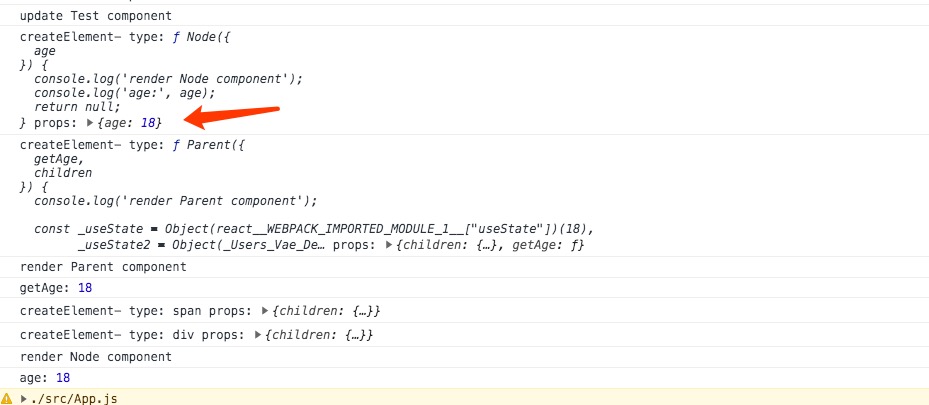 update Test component
createElement- type: ƒ Node({
age
}) {
console.log('render Node component');
console.log('age:', age);
return null;
} props: ▶{age: 18}
createElement- type: ƒ Parent({
getAge,
children
}) {
console.log('render Parent component');
const _useState = Object(react__WEBPACK_IMPORTED_MODULE_1__["useState"])(18),
_useState2 = Object(_Users_Vae_De… props: ▶{children: {…}, getAge: ƒ}
render Parent component
getAge: 18
createElement- type: span props: ▶{children: {…}}
createElement- type: div props: ▶{children: {…}}
render Node component
age: 18
▶./src/App.js